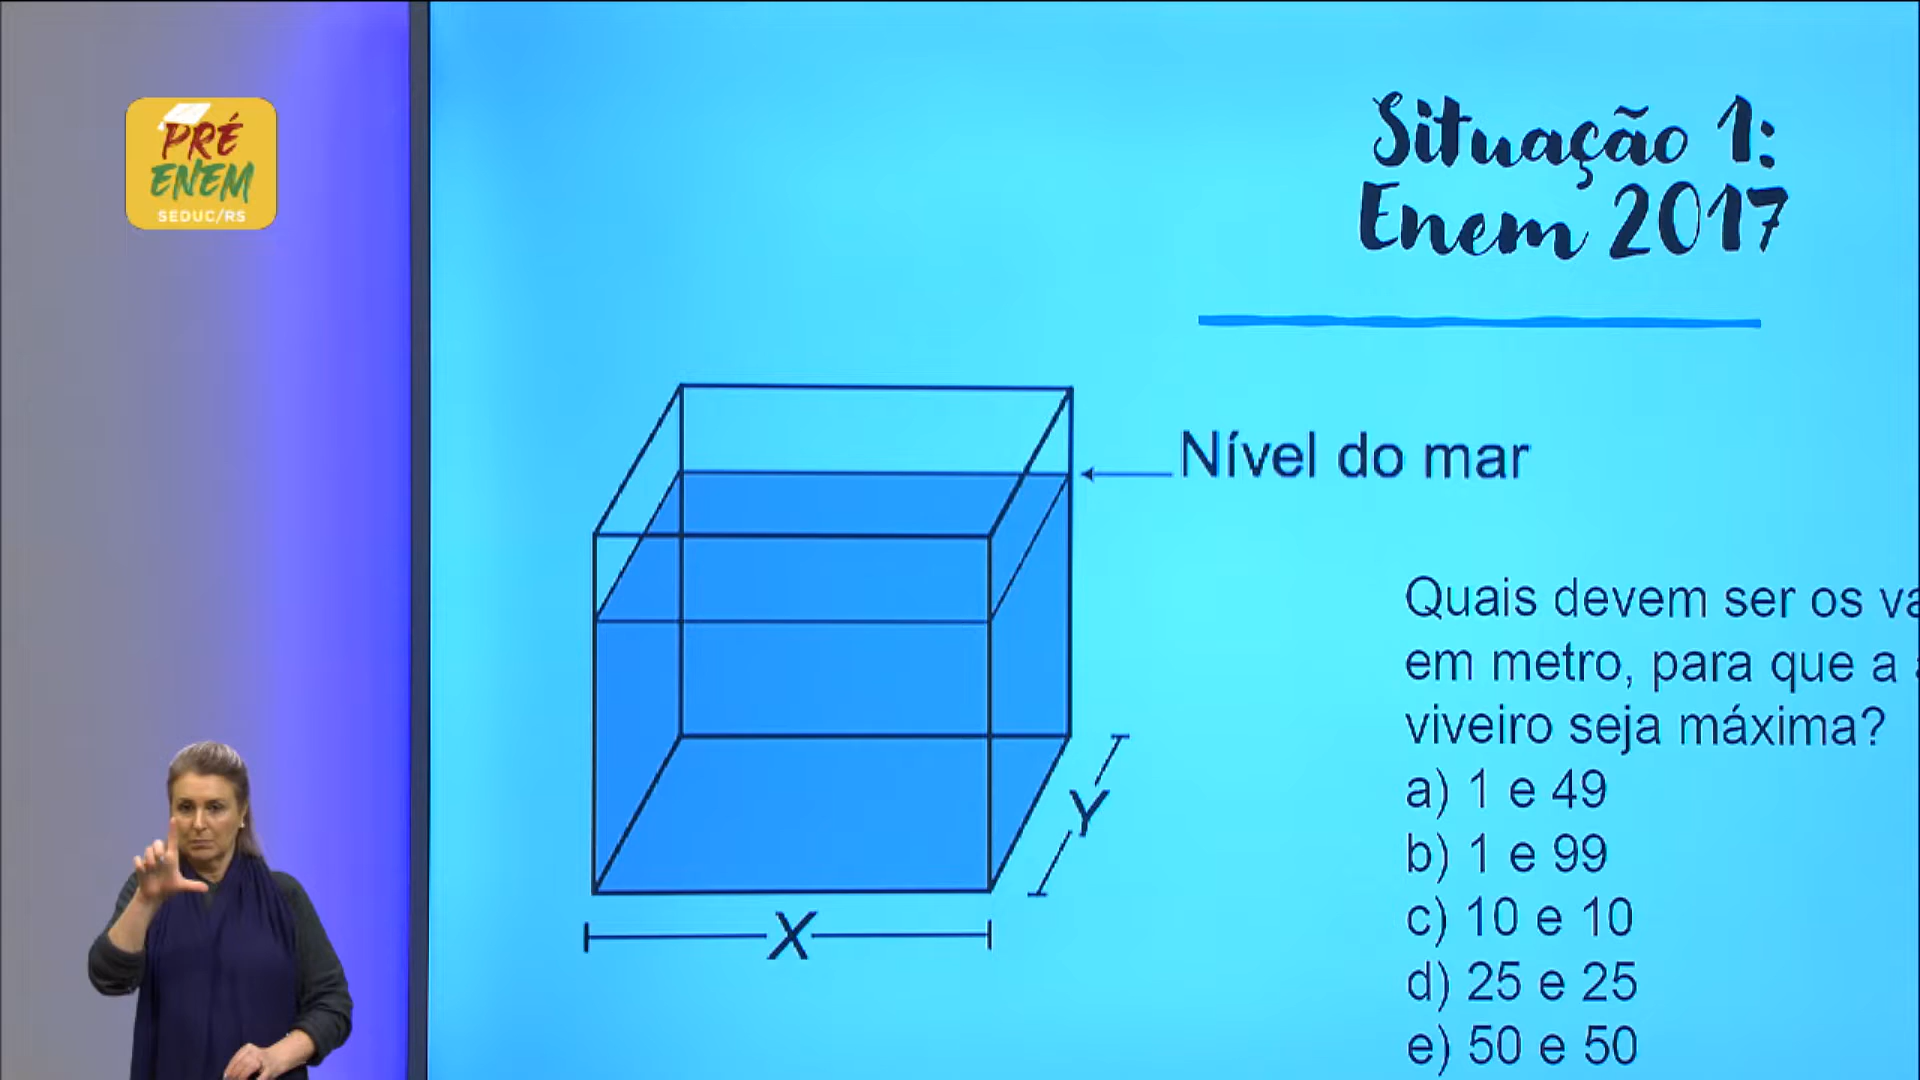 PRÉ
ENEM
SEDUC/RS
Situação 1:
Enem 2017
Nível do mar
Quais devem ser os
em metro, para que a
viveiro seja máxima?
a) 1 e 49
b) 1 e 99
c) 10 e 10
d) 25 e 25
e) 50 e 50
Y
X